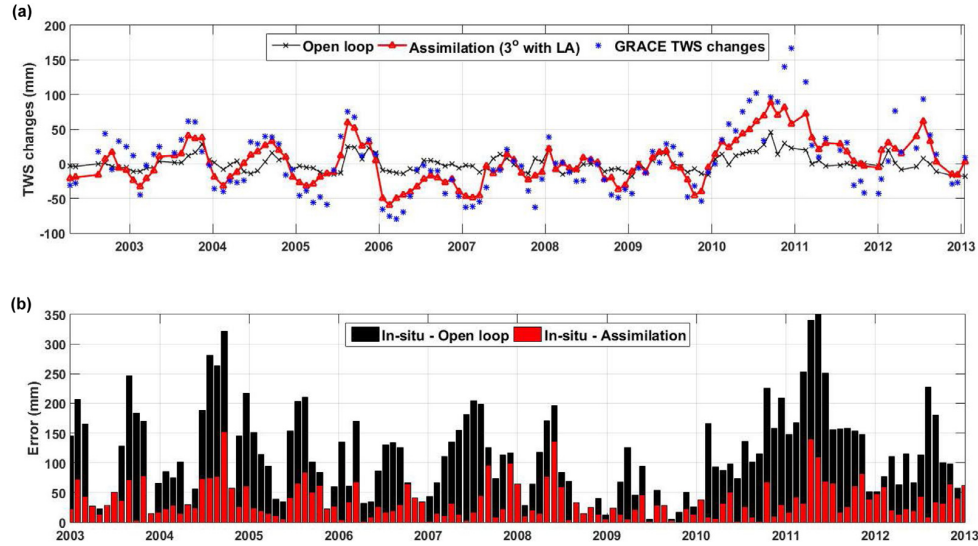 (a)
200
150
100
50
0
-50
-100
TWS changes (mm)
Open loop Assimilation (3° with LA) GRACE TWS changes
2003 2004 2005 2006 2007 2008 2009 2010 2011 2012 2013
(b)
350
300
250
200
150
100
50
0
Error (mm)
In-situ - Open loop In-situ - Assimilation
2003 2004 2005 2006 2007 2008 2009 2010 2011 2012 2013